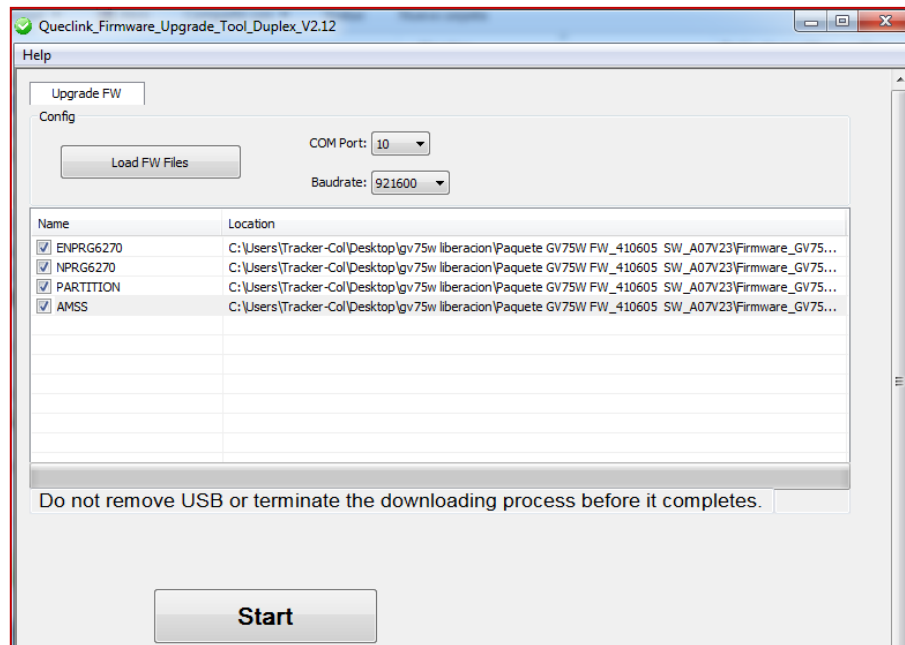 Queclink_Firmware_Upgrade_Tool_Duplex_V2.12
Help
Upgrade FW
Config
Load FW Files
COM Port: 10
Baudrate: 921600
Name Location
ENPRG6270 C:\Users\Tracker-Col\Desktop\gv75w liberacion\Paquete GV75W FW_410605 SW_A07V23\Firmware_GV75...
NPRG6270 C:\Users\Tracker-Col\Desktop\gv75w liberacion\Paquete GV75W FW_410605 SW_A07V23\Firmware_GV75...
PARTITION C:\Users\Tracker-Col\Desktop\gv75w liberacion\Paquete GV75W FW_410605 SW_A07V23\Firmware_GV75...
AMSS C:\Users\Tracker-Col\Desktop\gv75w liberacion\Paquete GV75W FW_410605 SW_A07V23\Firmware_GV75...
Do not remove USB or terminate the downloading process before it completes.
Start